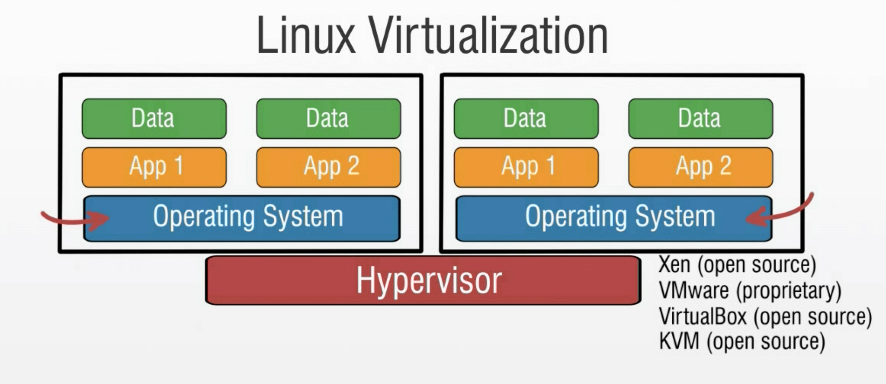 Linux Virtualization
Data Data Data Data
App 1 App 2 App 1 App 2
Operating System Operating System
Hypervisor
Xen (open source)
VMware (proprietary)
VirtualBox (open source)
KVM (open source)